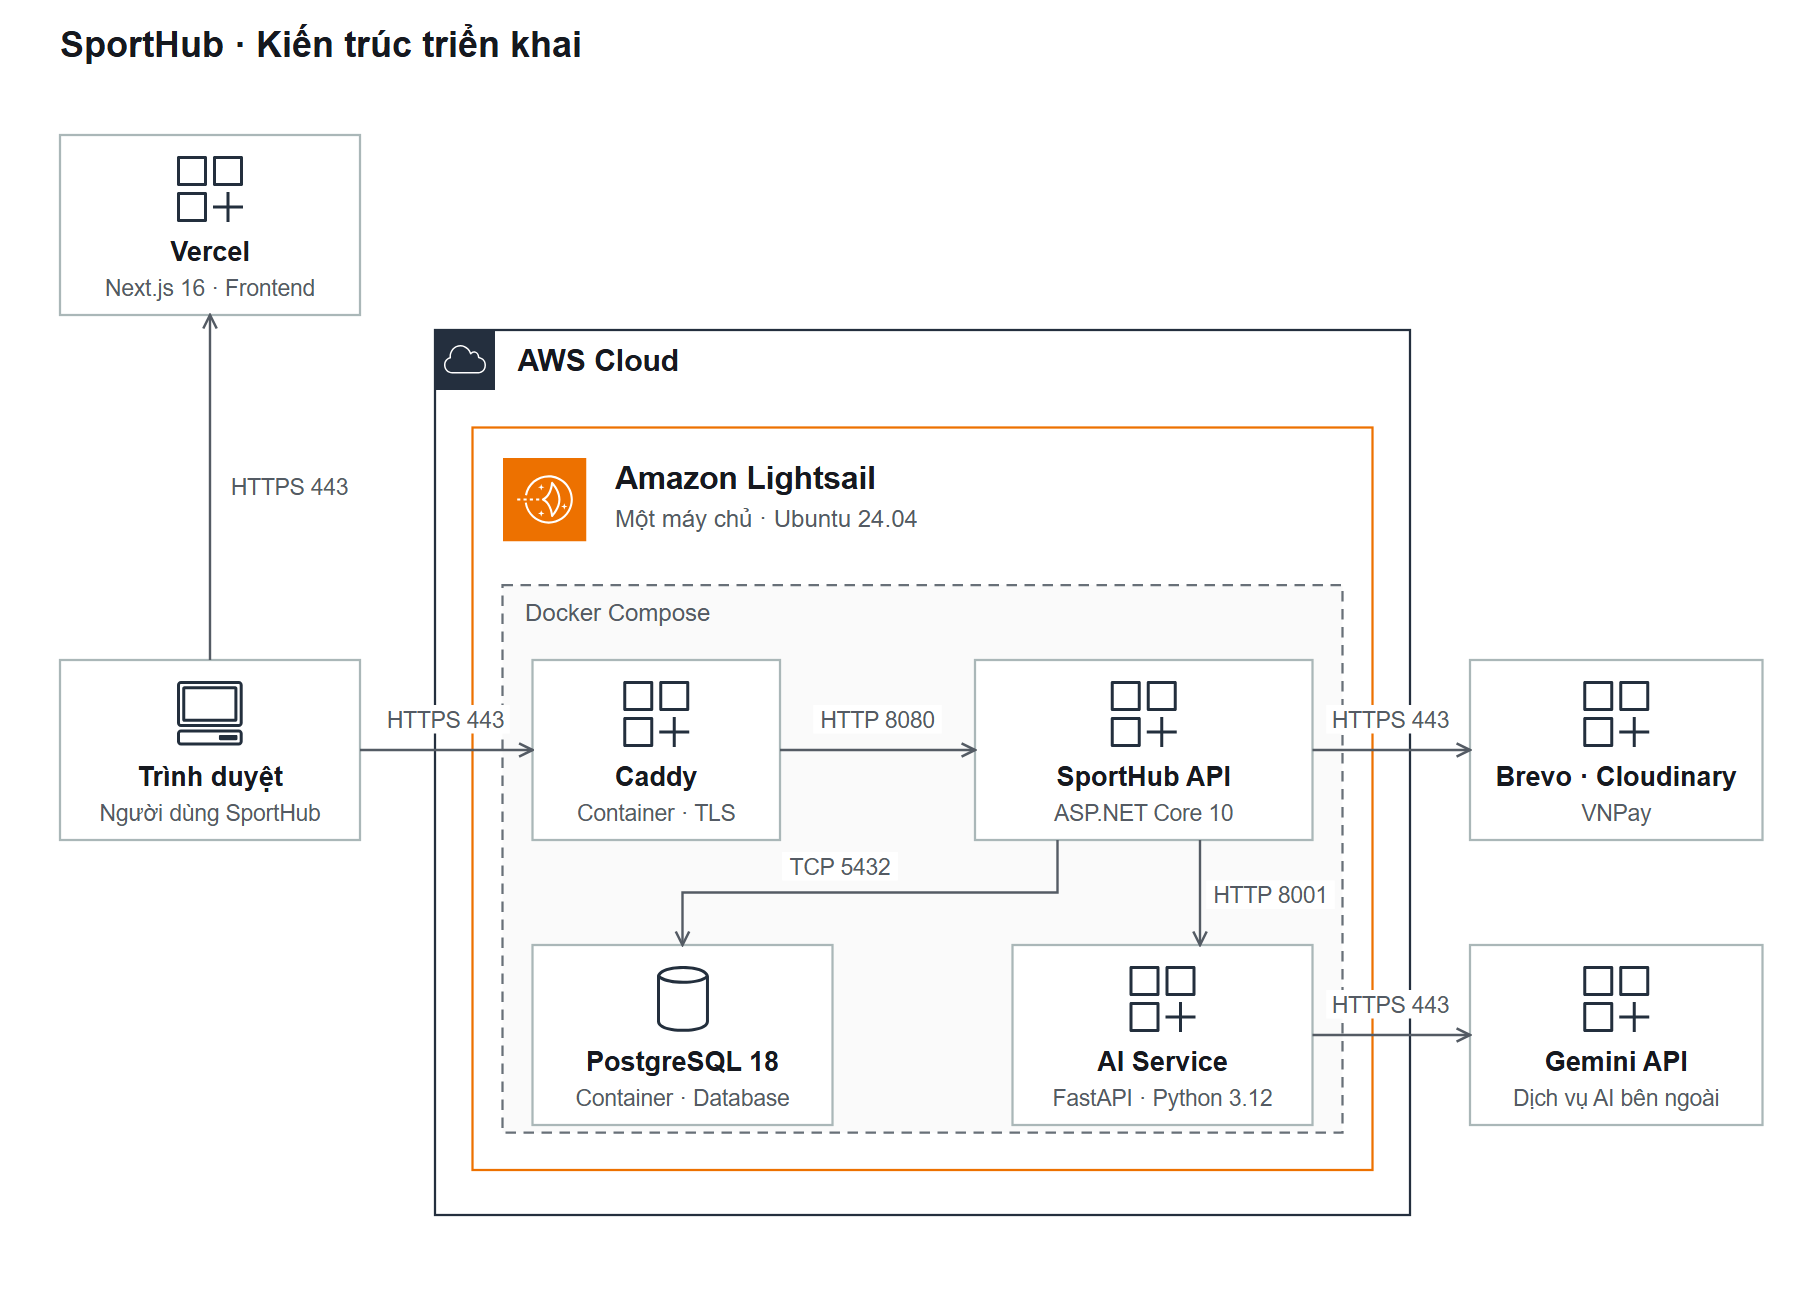 SportHub · Kiến trúc triển khai
Vercel
Next.js 16 · Frontend
HTTPS 443
AWS Cloud
Amazon Lightsail
Một máy chủ · Ubuntu 24.04
Docker Compose
Trình duyệt
Người dùng SportHub
HTTPS 443
Caddy
Container · TLS
HTTP 8080
SportHub API
ASP.NET Core 10
HTTPS 443
Brevo · Cloudinary
VNPay
TCP 5432
HTTP 8001
PostgreSQL 18
Container · Database
AI Service
FastAPI · Python 3.12
HTTPS 443
Gemini API
Dịch vụ AI bên ngoài